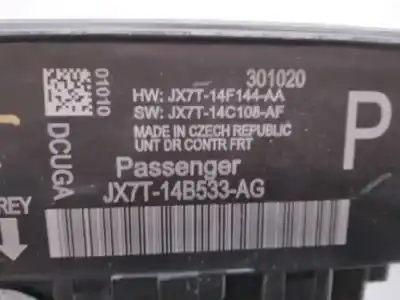 301020
01010
HW: JX7T-14F144-AA
SW: JX7T-14C108-AF
MADE IN CZECH REPUBLIC
UNT DR CONTR FRT
P
DCUGA
Passenger
JX7T-14B533-AG
REY